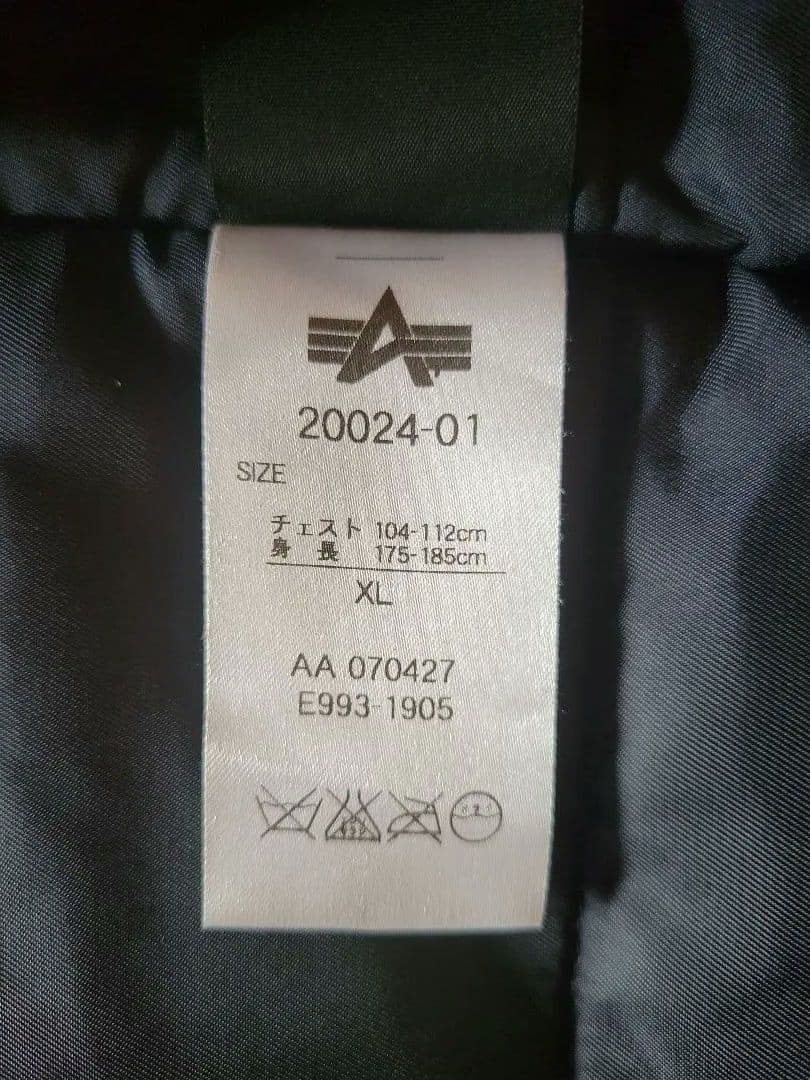 20024-01
SIZE
チェスト 104-112cm
身 長 175-185cm
XL
AA 070427
E993-1905